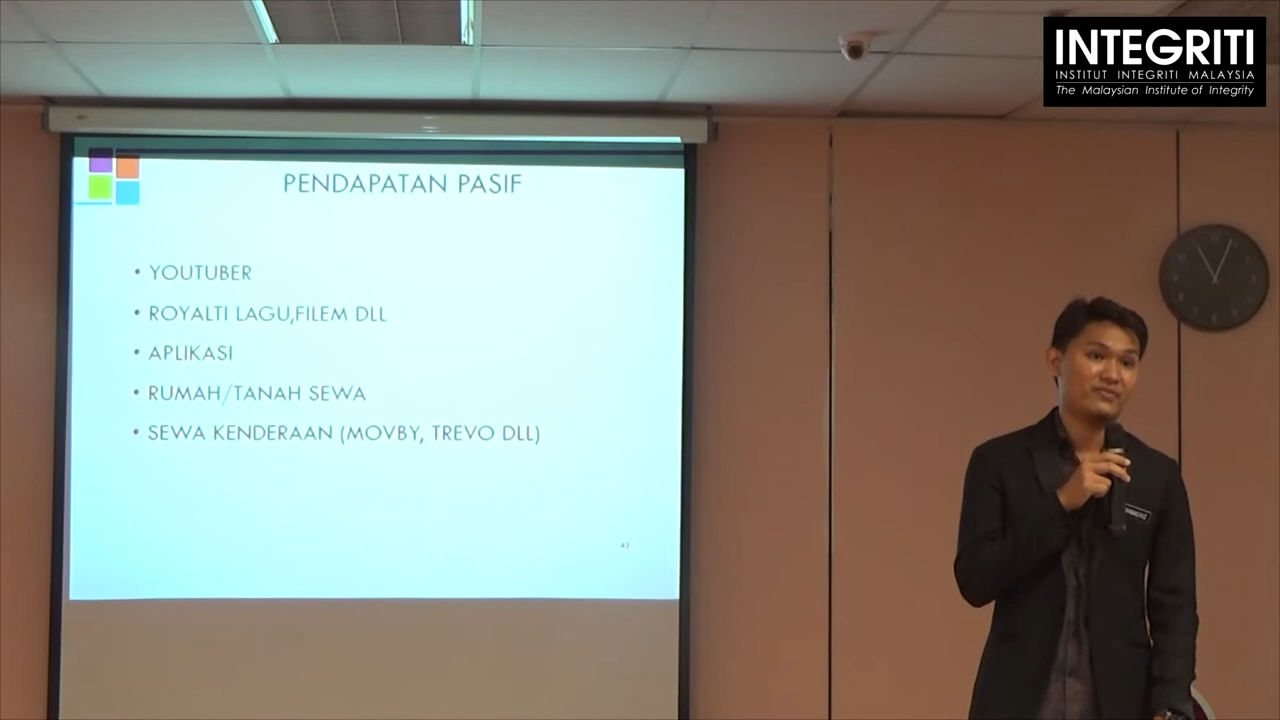 INTEGRITI
INSTITUT INTEGRITI MALAYSIA
The Malaysian Institute of Integrity
PENDAPATAN PASIF
• YOUTUBER
• ROYALTI LAGU,FILEM DLL
• APLIKASI
• RUMAH/TANAH SEWA
• SEWA KENDERAAN (MOVBY, TREVO DLL)
42